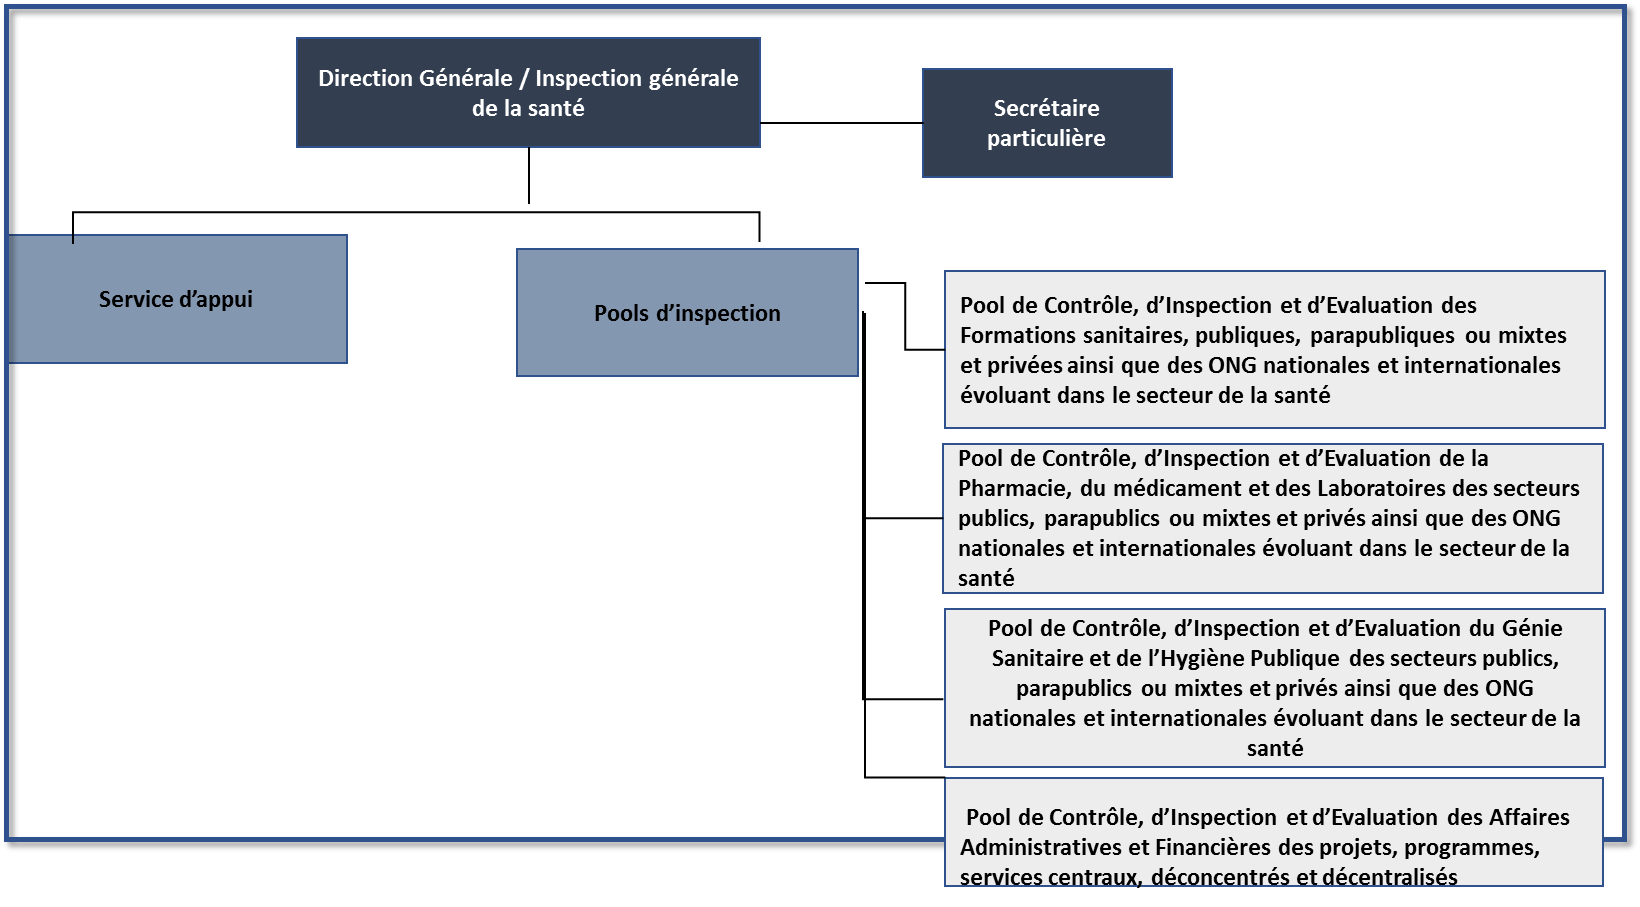 Direction Générale / Inspection générale
de la santé
Secrétaire
particulière
Service d’appui
Pools d’inspection
Pool de Contrôle, d’Inspection et d’Evaluation des
Formations sanitaires, publiques, parapubliques ou mixtes
et privées ainsi que des ONG nationales et internationales
évoluant dans le secteur de la santé
Pool de Contrôle, d’Inspection et d’Evaluation de la
Pharmacie, du médicament et des Laboratoires des secteurs
publics, parapublics ou mixtes et privés ainsi que des ONG
nationales et internationales évoluant dans le secteur de la
santé
Pool de Contrôle, d’Inspection et d’Evaluation du Génie
Sanitaire et de l’Hygiène Publique des secteurs publics,
parapublics ou mixtes et privés ainsi que des ONG
nationales et internationales évoluant dans le secteur de la
santé
Pool de Contrôle, d’Inspection et d’Evaluation des Affaires
Administratives et Financières des projets, programmes,
services centraux, déconcentrés et décentralisés